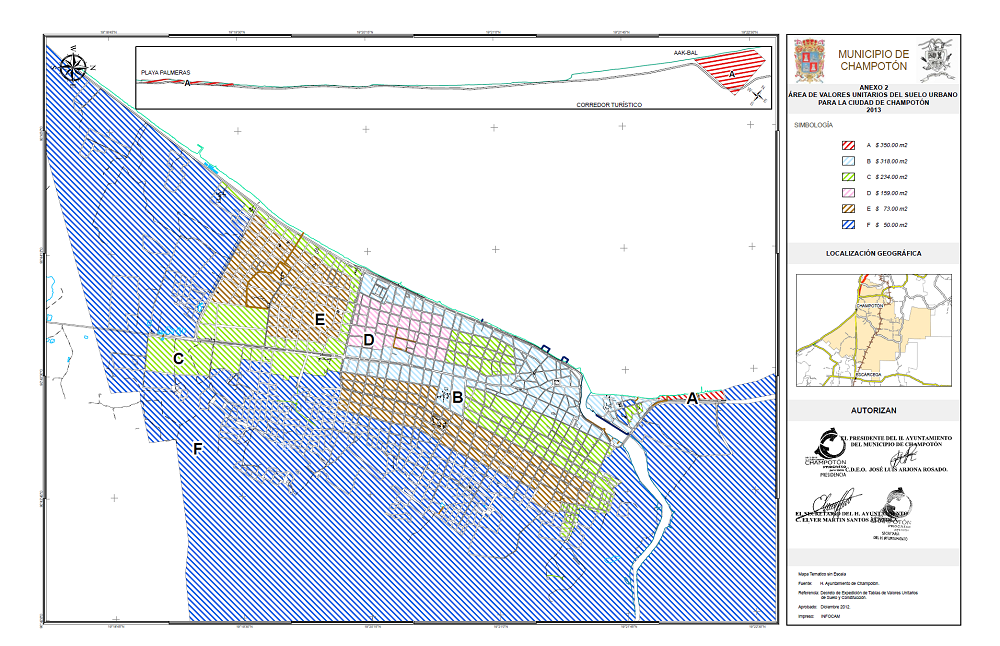 PLAYA PALMERAS
A
AAK-BAL
A
CORREDOR TURÍSTICO
N
E
D
C
B
A
F
MUNICIPIO DE
CHAMPOTÓN
ANEXO 2
ÁREA DE VALORES UNITARIOS DEL SUELO URBANO
PARA LA CIUDAD DE CHAMPOTÓN
2013
SIMBOLOGÍA
A $ 350.00 m2
B $ 318.00 m2
C $ 234.00 m2
D $ 159.00 m2
E $ 73.00 m2
F $ 50.00 m2
LOCALIZACIÓN GEOGRÁFICA
CHAMPOTON
ESCARCEGA
AUTORIZAN
EL PRESIDENTE DEL H. AYUNTAMIENTO
DEL MUNICIPIO DE CHAMPOTÓN
CHAMPOTÓN
PRESIDENCIA
C.D.E.O. JOSÉ LUIS ARJONA ROSADO.
EL SECRETARIO DEL H. AYUNTAMIENTO
C. ELVER MARTIN SANTOS
Mapa Tematico sin Escala
Fuente: H. Ayuntamiento de Champotón.
Referencia: Decreto de Expedición de Tablas de Valores Unitarios
de Suelo y Construcción.
Aprobado: Diciembre 2012
Impreso: INFOCAM